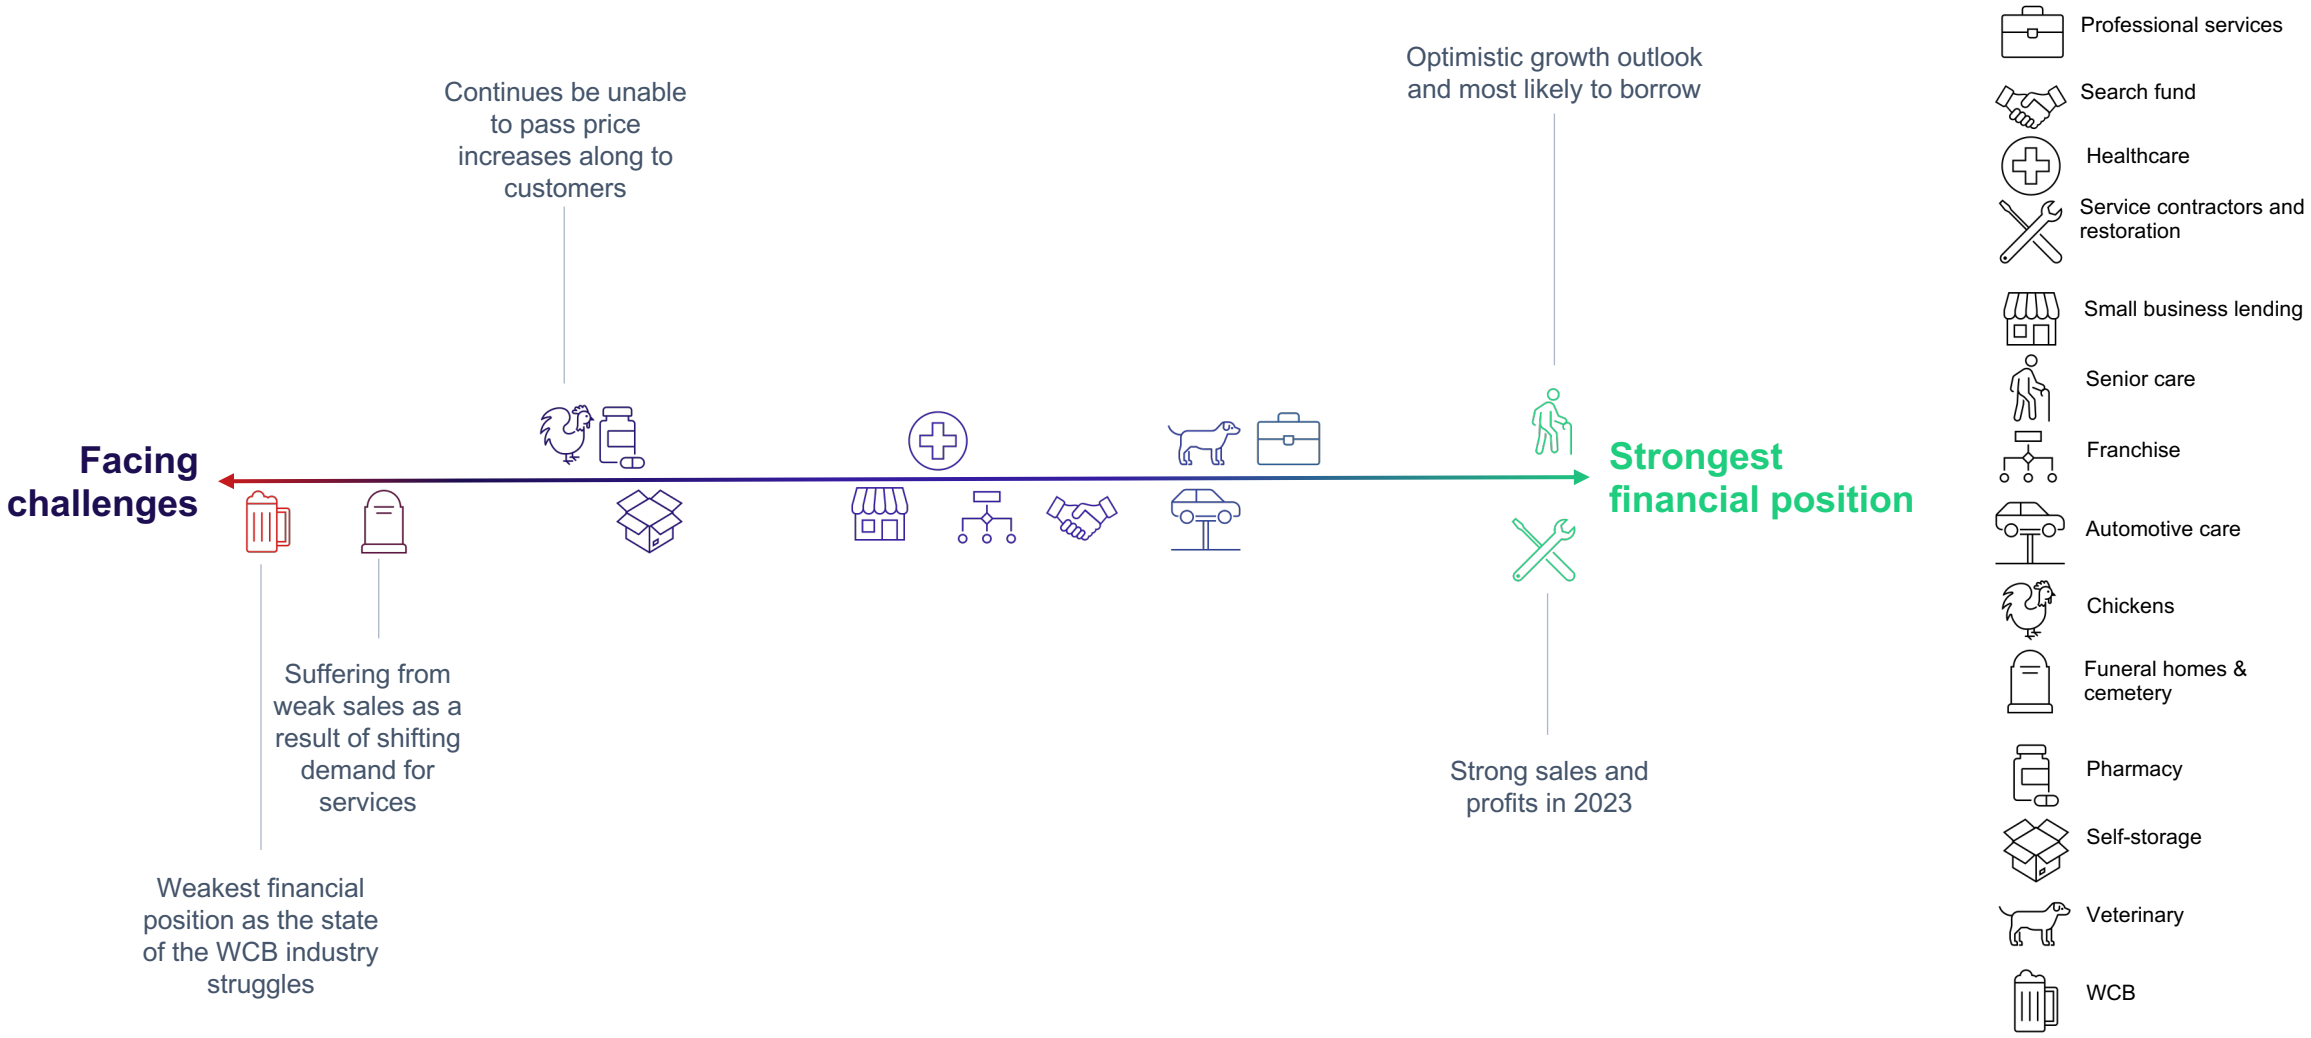 Continues be unable
to pass price
increases along to
customers
Optimistic growth outlook
and most likely to borrow
Facing
challenges
Strongest
financial position
Suffering from
weak sales as a
result of shifting
demand for
services
Weakest financial
position as the state
of the WCB industry
struggles
Strong sales and
profits in 2023
Professional services
Search fund
Healthcare
Service contractors and
restoration
Small business lending
Senior care
Franchise
Automotive care
Chickens
Funeral homes &
cemetery
Pharmacy
Self-storage
Veterinary
WCB